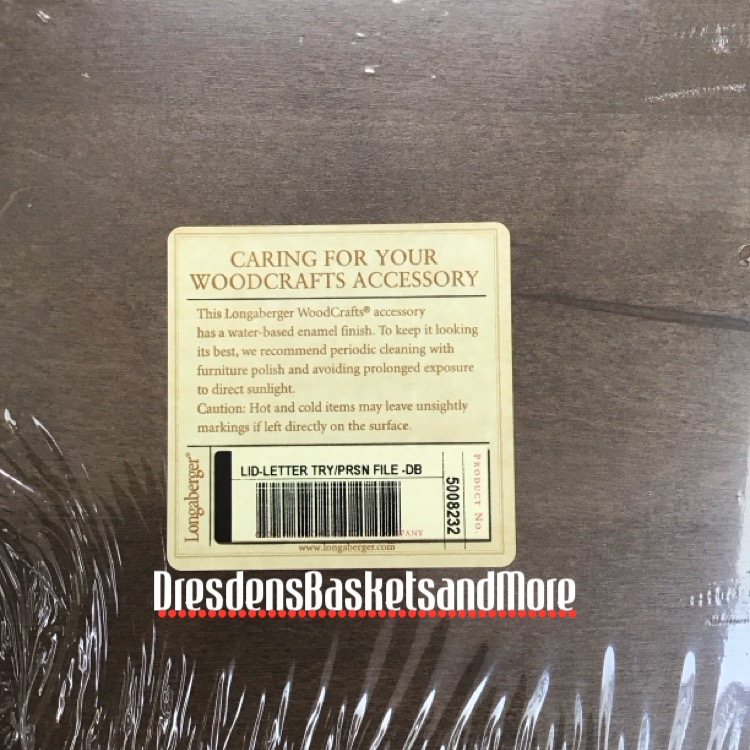 CARING FOR YOUR
WOODCRAFTS ACCESSORY
This Longaberger WoodCrafts® accessory
has a water-based enamel finish. To keep it looking
its best, we recommend periodic cleaning with
furniture polish and avoiding prolonged exposure
to direct sunlight.
Caution: Hot and cold items may leave unsightly
markings if left directly on the surface.
Longaberger®
LID-LETTER TRY/PRSN FILE -DB
5008232
PRODUCT NO.
www.longaberger.com
DresdensBasketsandMore